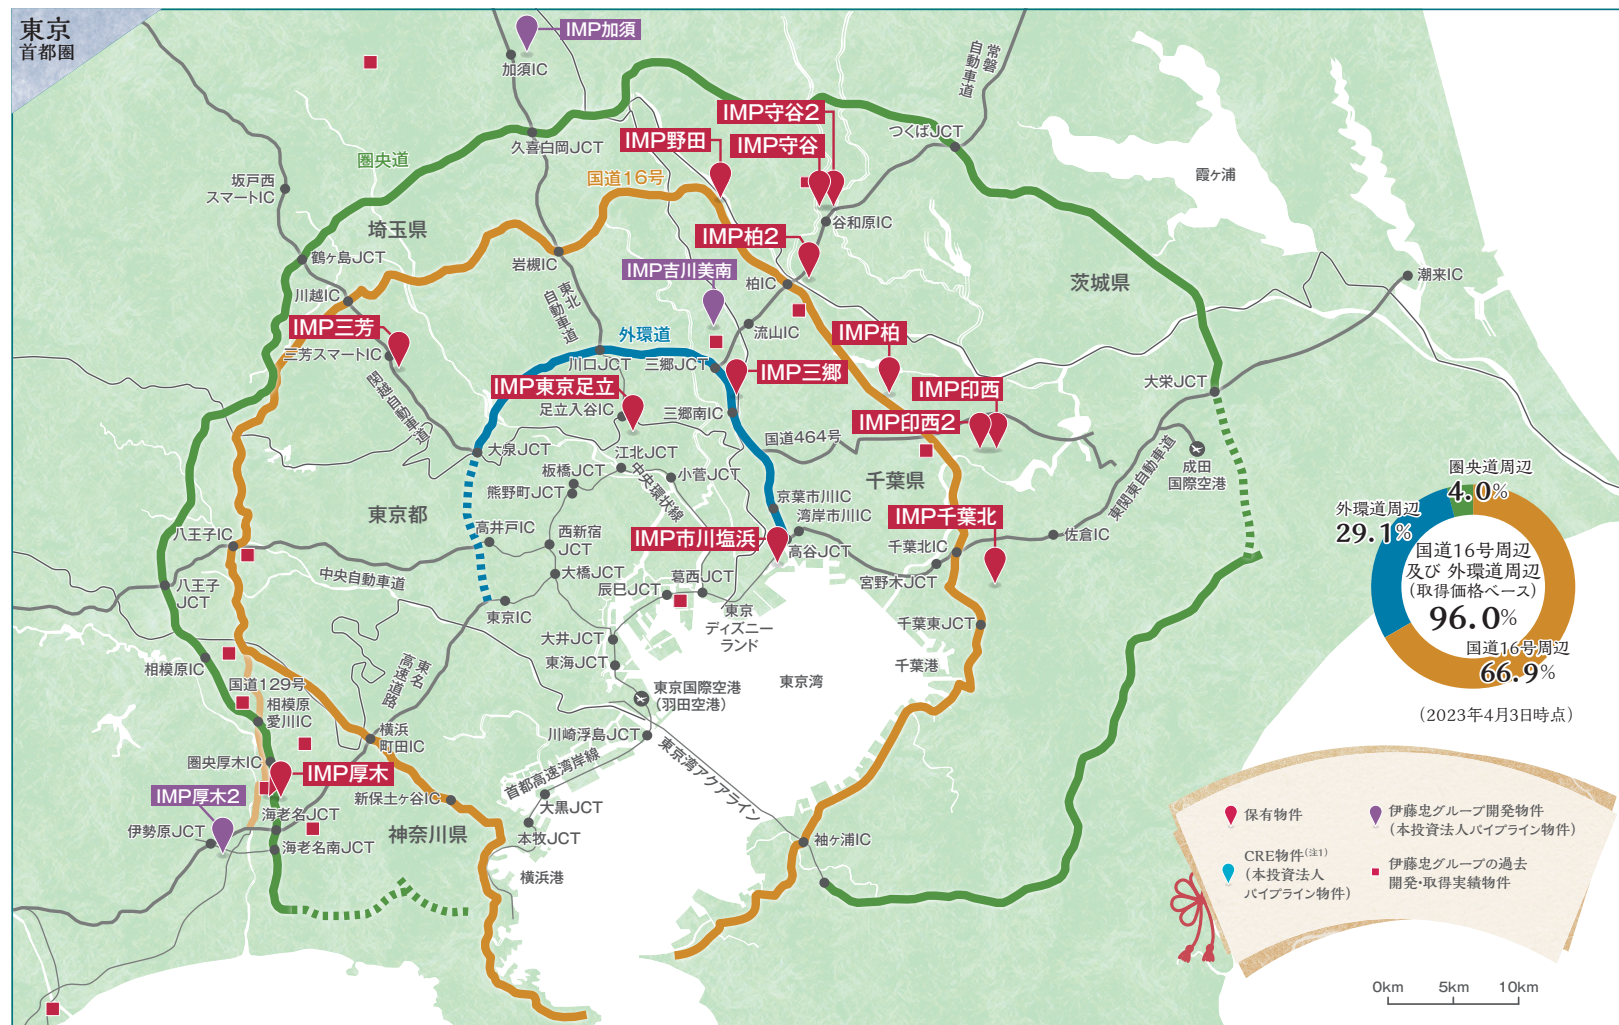 東京
首都圏
IMP加須
加須IC
常磐
自動車道
IMP守谷2
IMP野田
IMP守谷
つくばJCT
久喜白岡JCT
圏央道
国道16号
坂戸西
スマートIC
霞ヶ浦
埼玉県
谷和原IC
IMP柏2
鶴ヶ島JCT
岩槻IC
IMP吉川美南
柏IC
茨城県
潮来IC
川越IC
東北
自動車道
IMP三芳
外環道
流山IC
IMP柏
三芳スマートIC
川口JCT
三郷JCT
IMP三郷
関越自動車道
IMP東京足立
大栄JCT
IMP印西
足立入谷IC
三郷南IC
IMP印西2
国道464号
大泉JCT
江北JCT
板橋JCT
小菅JCT
中央環状線
熊野町JCT
千葉県
東関東自動車道
成田
国際空港
東京都
京葉市川IC
湾岸市川IC
IMP千葉北
八王子IC
高井戸IC
西新宿
JCT
IMP市川塩浜
高谷JCT
千葉北IC
佐倉IC
中央自動車道
八王子
JCT
大橋JCT
葛西JCT
辰巳JCT
宮野木JCT
東京IC
東京
ディズニー
ランド
千葉東JCT
大井JCT
相模原IC
東名
高速道路
東海JCT
千葉港
国道129号
東京国際空港
(羽田空港)
東京湾
相模原
愛川IC
横浜
町田IC
川崎浮島JCT
圏央厚木IC
IMP厚木
首都高速湾岸線
東京湾アクアライン
IMP厚木2
新保土ヶ谷IC
大黒JCT
海老名JCT
伊勢原JCT
神奈川県
本牧JCT
袖ヶ浦IC
海老名南JCT
横浜港
圏央道周辺
4.0%
外環道周辺
29.1%
国道16号周辺
及び 外環道周辺
(取得価格ベース)
96.0%
国道16号周辺
66.9%
(2023年4月3日時点)
保有物件
伊藤忠グループ開発物件
(本投資法人パイプライン物件)
CRE物件(注1)
(本投資法人
パイプライン物件)
伊藤忠グループの過去
開発・取得実績物件
0km 5km 10km